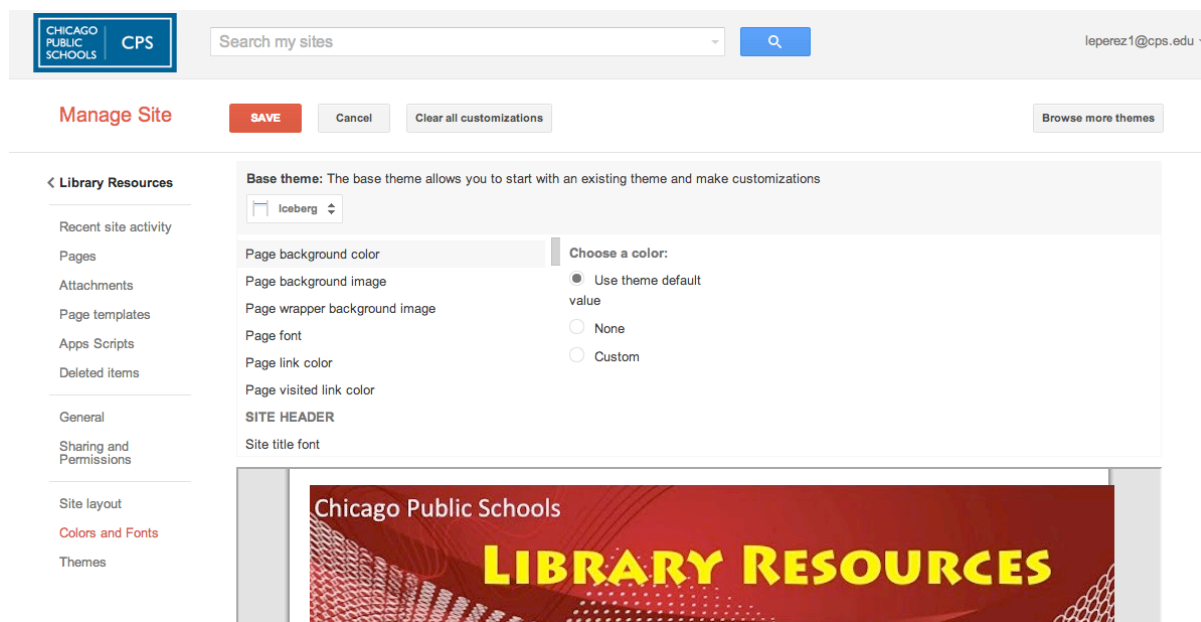 CHICAGO
PUBLIC
SCHOOLS
CPS
Search my sites
leperez1@cps.edu
Manage Site
SAVE
Cancel
Clear all customizations
Browse more themes
Library Resources
Recent site activity
Pages
Attachments
Page templates
Apps Scripts
Deleted items
General
Sharing and
Permissions
Site layout
Colors and Fonts
Themes
Base theme: The base theme allows you to start with an existing theme and make customizations
Iceberg
Page background color
Page background image
Page wrapper background image
Page font
Page link color
Page visited link color
SITE HEADER
Site title font
Choose a color:
Use theme default
value
None
Custom
Chicago Public Schools
LIBRARY RESOURCES